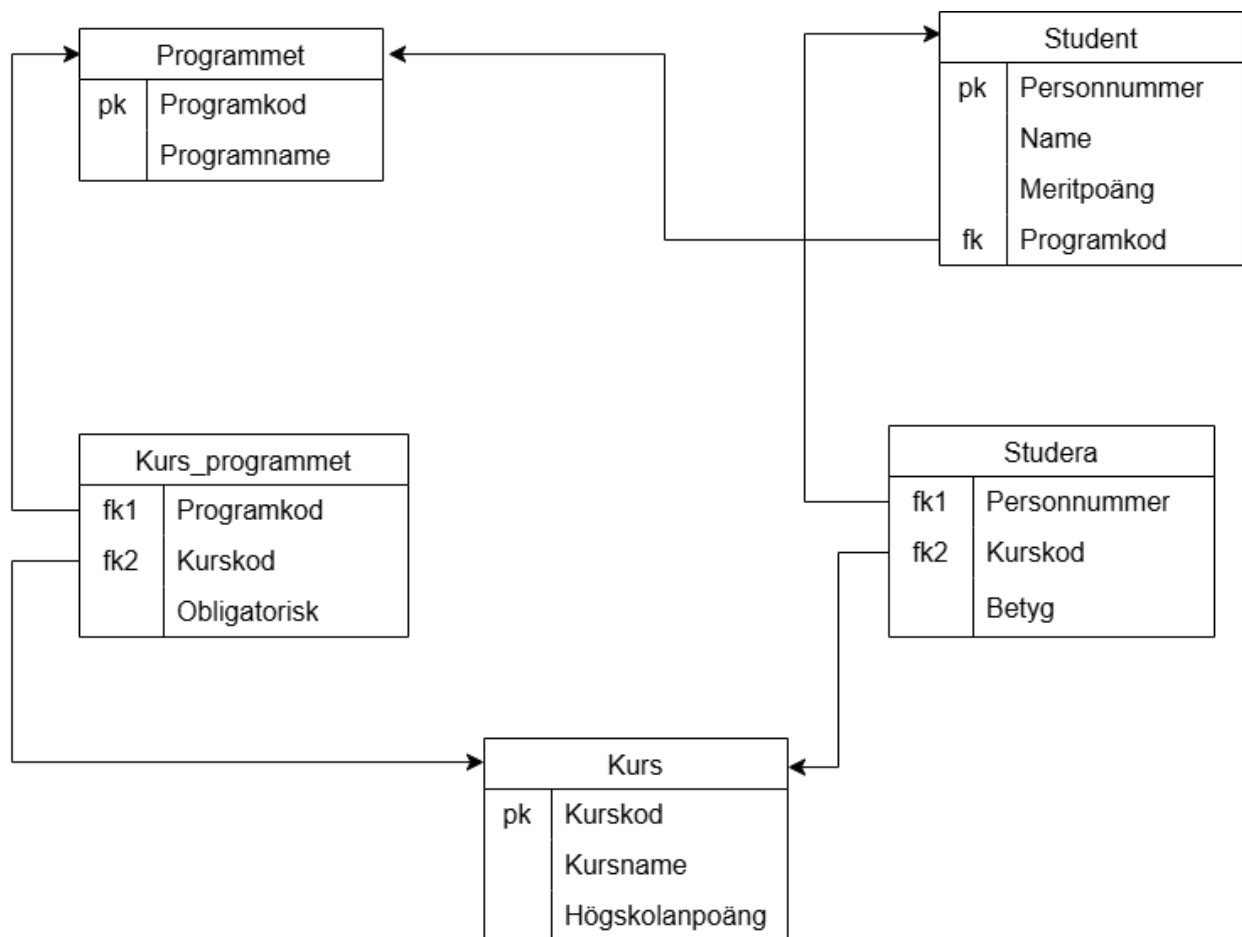 Programmet
pk Programkod
Programname
Student
pk Personnummer
Name
Meritpoäng
fk Programkod
Kurs_programmet
fk1 Programkod
fk2 Kurskod
Obligatorisk
Studera
fk1 Personnummer
fk2 Kurskod
Betyg
Kurs
pk Kurskod
Kursname
Högskolanpoäng